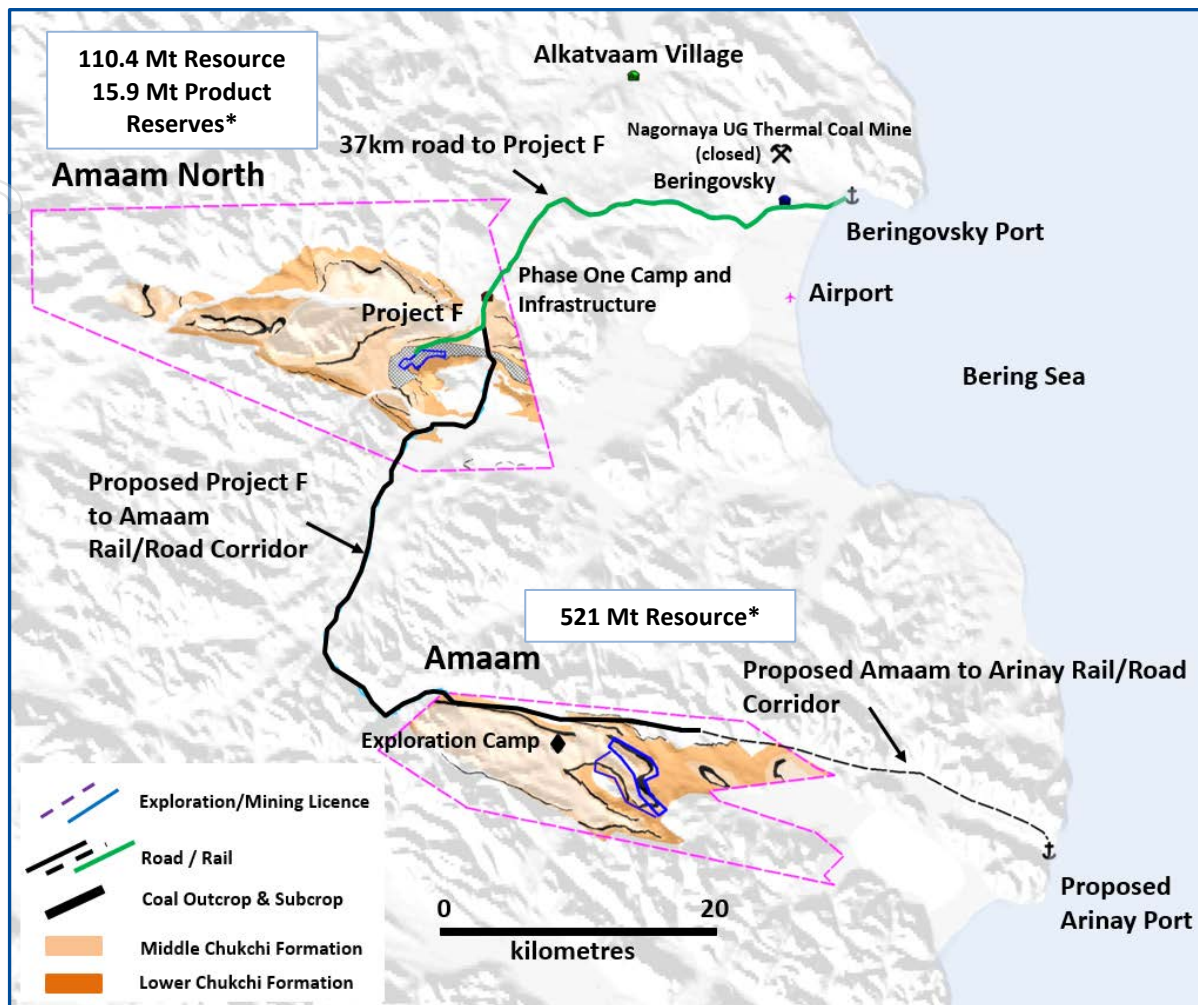 110.4 Mt Resource
15.9 Mt Product
Reserves*
Alkatvaam Village
Nagornaya UG Thermal Coal Mine
(closed)
37km road to Project F
Beringovsky
Amaam North
Beringovsky Port
Phase One Camp and
Infrastructure
Airport
Project F
Bering Sea
Proposed Project F
to Amaam
Rail/Road Corridor
521 Mt Resource*
Amaam
Proposed Amaam to Arinay Rail/Road
Corridor
Exploration Camp
Exploration/Mining Licence
Road / Rail
Coal Outcrop & Subcrop
Middle Chukchi Formation
Lower Chukchi Formation
0 20
kilometres
Proposed
Arinay Port